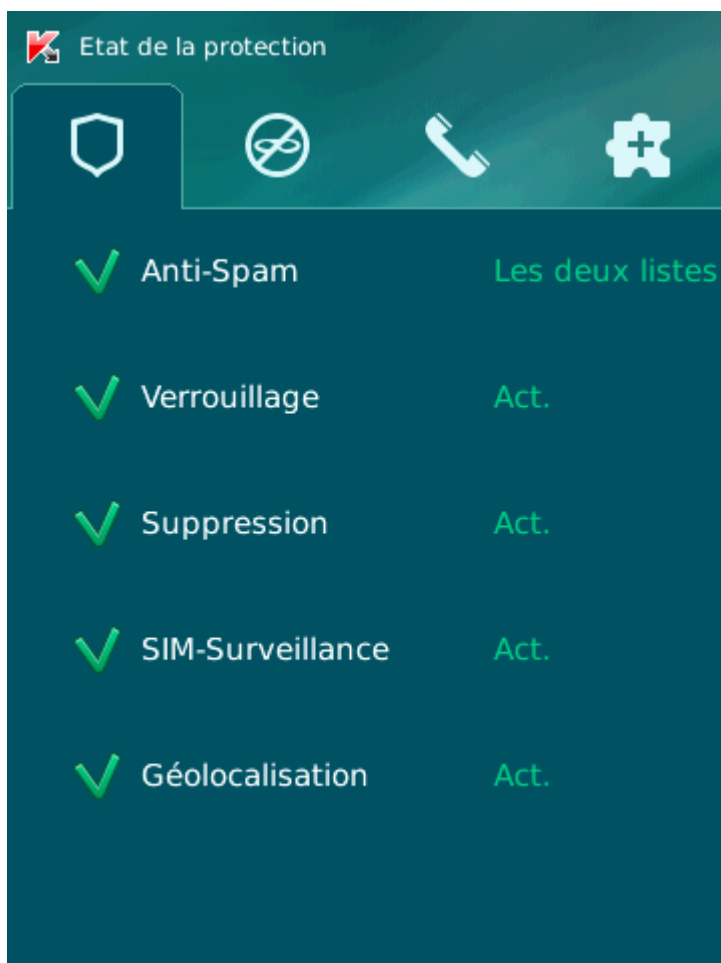 Etat de la protection
Anti-Spam Les deux listes
Verrouillage Act.
Suppression Act.
SIM-Surveillance Act.
Géolocalisation Act.